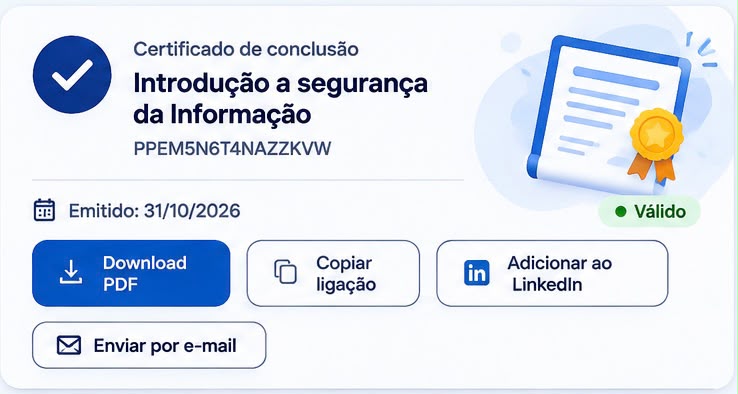 Certificado de conclusão
Introdução a segurança
da Informação
PPEM5N6T4NAZZKVW
Emitido: 31/10/2026
Válido
Download
PDF
Copiar
ligação
in
Adicionar ao
LinkedIn
Enviar por e-mail